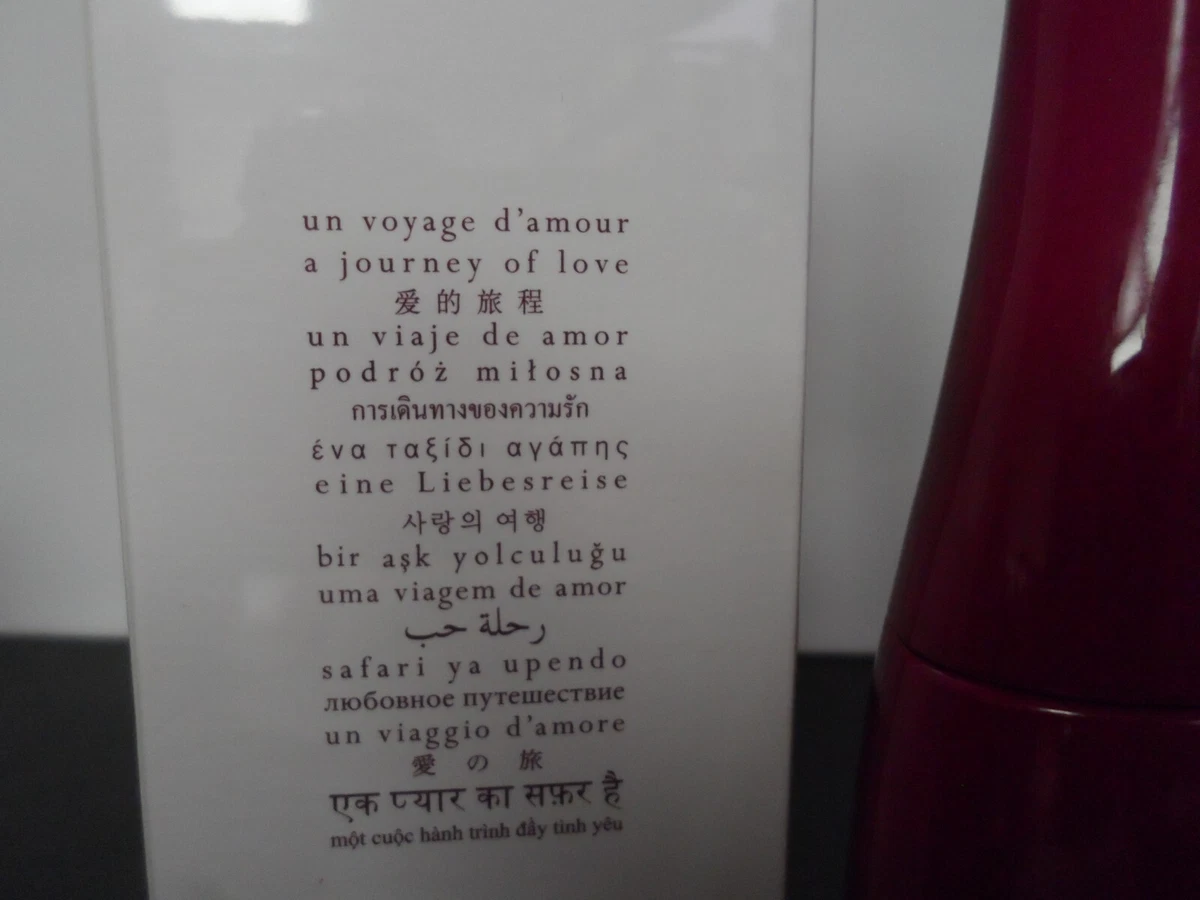 un voyage d'amour
a journey of love
爱的旅程
un viaje de amor
podróż miłosna
การเดินทางของความรัก
ένα ταξίδι αγάπης
eine Liebesreise
사랑의 여행
bir aşk yolculuğu
uma viagem de amor
رحلة حب
safari ya upendo
любовное путешествие
un viaggio d'amore
愛の旅
एक प्यार का सफ़र है
một cuộc hành trình đầy tình yêu